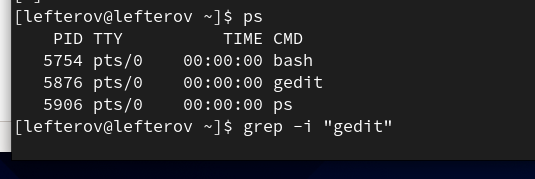 [lefterov@lefterov ~]$ ps
    PID TTY          TIME CMD
   5754 pts/0    00:00:00 bash
   5876 pts/0    00:00:00 gedit
   5906 pts/0    00:00:00 ps
[lefterov@lefterov ~]$ grep -i "gedit"